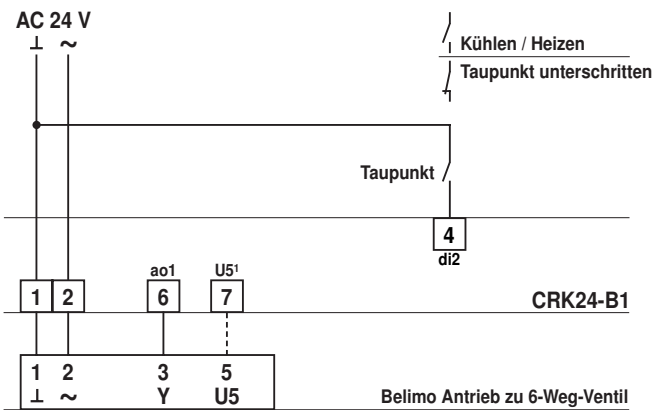 AC 24 V
⊥ ~
Kühlen / Heizen
Taupunkt unterschritten
Taupunkt
4
di2
ao1 U5¹
1 2 6 7 CRK24-B1
1 2 3 5
⊥ ~ Y U5 Belimo Antrieb zu 6-Weg-Ventil